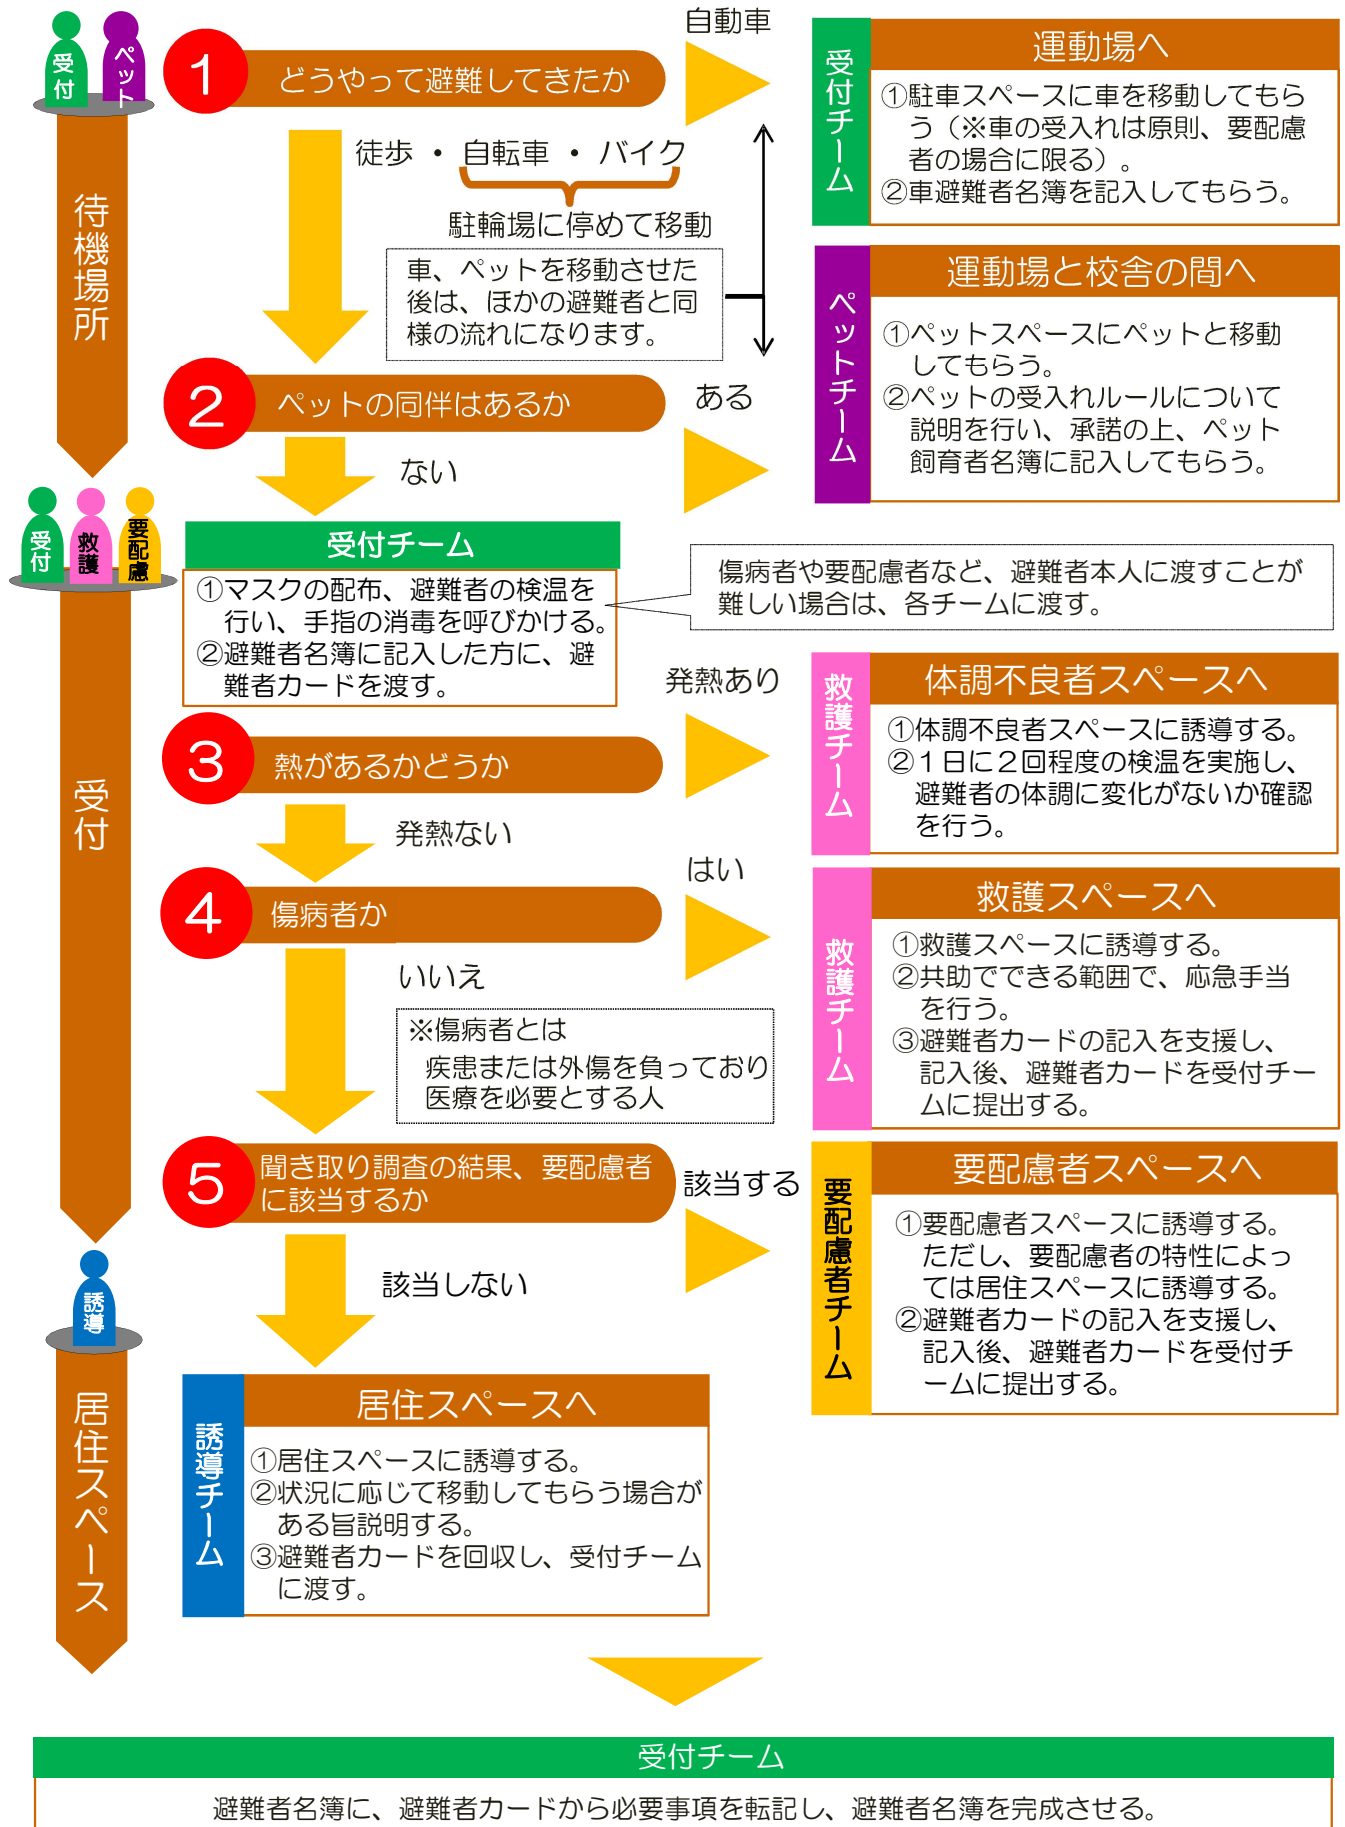 受付
ペット
待機場所
1 どうやって避難してきたか
自動車
徒歩 ・ 自転車 ・ バイク
駐輪場に停めて移動
車、ペットを移動させた
後は、ほかの避難者と同
様の流れになります。
受付チーム
運動場へ
①駐車スペースに車を移動してもら
う（※車の受入れは原則、要配慮
者の場合に限る）。
②車避難者名簿を記入してもらう。
2 ペットの同伴はあるか
ある
ない
ペットチーム
運動場と校舎の間へ
①ペットスペースにペットと移動
してもらう。
②ペットの受入れルールについて
説明を行い、承諾の上、ペット
飼育者名簿に記入してもらう。
受付
救護
要配慮
受付
受付チーム
①マスクの配布、避難者の検温を
行い、手指の消毒を呼びかける。
②避難者名簿に記入した方に、避
難者カードを渡す。
傷病者や要配慮者など、避難者本人に渡すことが
難しい場合は、各チームに渡す。
3 熱があるかどうか
発熱あり
発熱ない
救護チーム
体調不良者スペースへ
①体調不良者スペースに誘導する。
②１日に２回程度の検温を実施し、
避難者の体調に変化がないか確認
を行う。
4 傷病者か
はい
いいえ
※傷病者とは
疾患または外傷を負っており
医療を必要とする人
救護チーム
救護スペースへ
①救護スペースに誘導する。
②共助でできる範囲で、応急手当
を行う。
③避難者カードの記入を支援し、
記入後、避難者カードを受付チー
ムに提出する。
5 聞き取り調査の結果、要配慮者
に該当するか
該当する
該当しない
要配慮者チーム
要配慮者スペースへ
①要配慮者スペースに誘導する。
ただし、要配慮者の特性によっ
ては居住スペースに誘導する。
②避難者カードの記入を支援し、
記入後、避難者カードを受付チ
ームに提出する。
誘導
居住スペース
誘導チーム
居住スペースへ
①居住スペースに誘導する。
②状況に応じて移動してもらう場合が
ある旨説明する。
③避難者カードを回収し、受付チーム
に渡す。
受付チーム
避難者名簿に、避難者カードから必要事項を転記し、避難者名簿を完成させる。